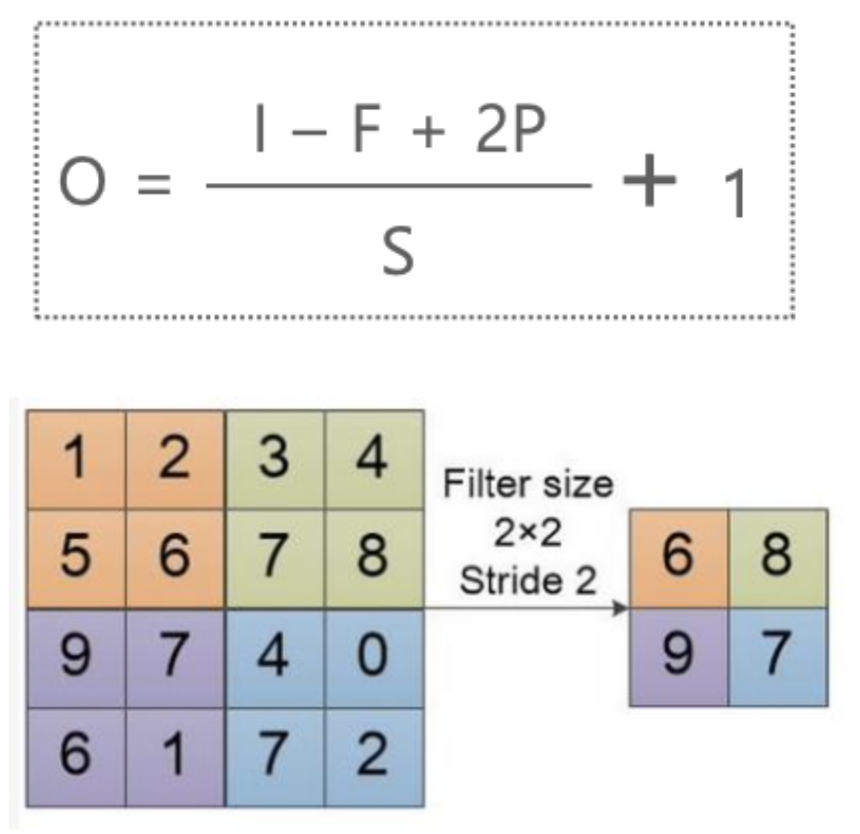 O = I – F + 2P / S + 1
1 2 3 4
5 6 7 8
9 7 4 0
6 1 7 2
Filter size
2×2
Stride 2
6 8
9 7